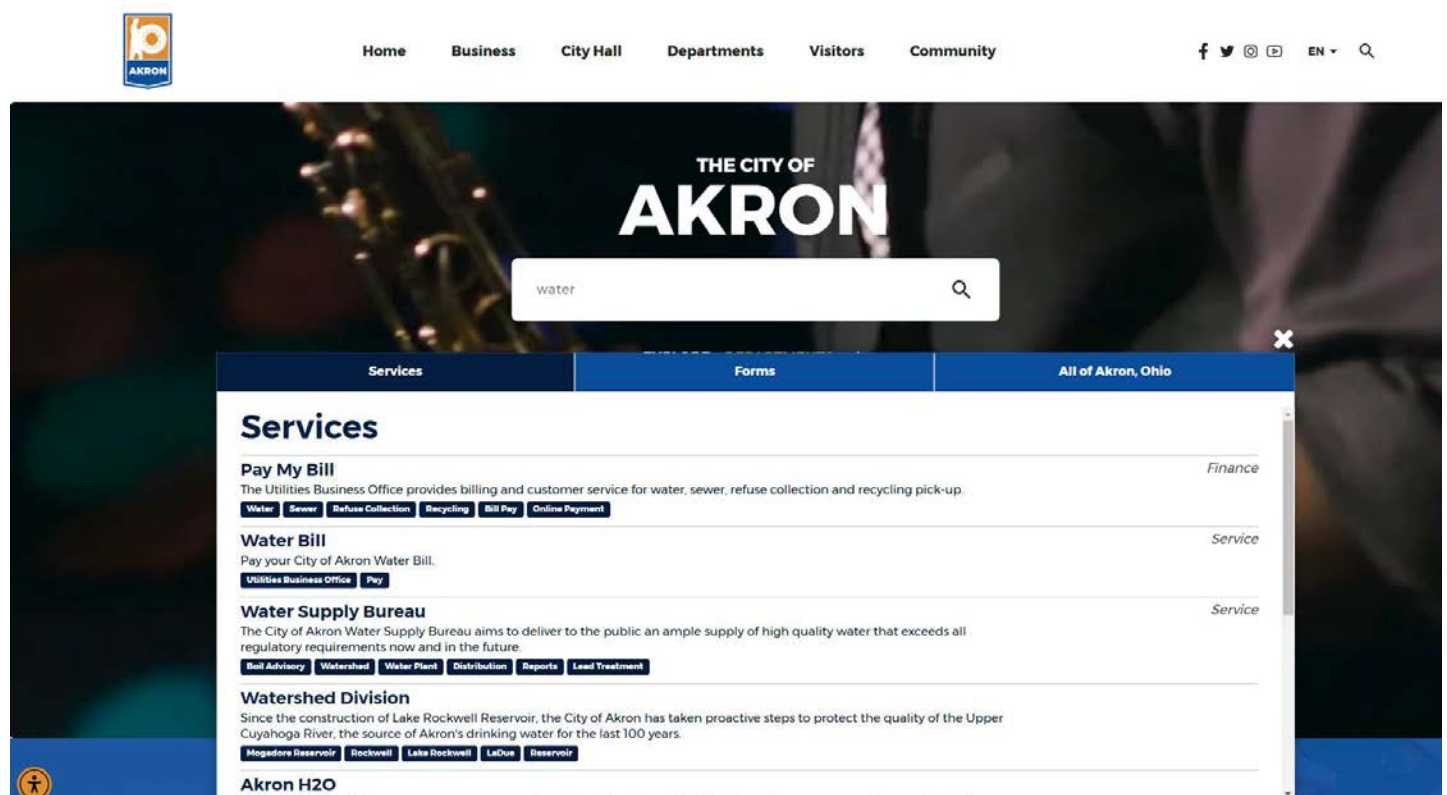 AKRON
Home Business City Hall Departments Visitors Community
EN
THE CITY OF
AKRON
water
Services Forms All of Akron, Ohio
Services
Pay My Bill Finance
The Utilities Business Office provides billing and customer service for water, sewer, refuse collection and recycling pick-up.
Water Sewer Refuse Collection Recycling Bill Pay Online Payment
Water Bill Service
Pay your City of Akron Water Bill.
Utilities Business Office Pay
Water Supply Bureau Service
The City of Akron Water Supply Bureau aims to deliver to the public an ample supply of high quality water that exceeds all
regulatory requirements now and in the future.
Boil Advisory Watershed Water Plant Distribution Reports Lead Treatment
Watershed Division
Since the construction of Lake Rockwell Reservoir, the City of Akron has taken proactive steps to protect the quality of the Upper
Cuyahoga River, the source of Akron's drinking water for the last 100 years.
Mogadore Reservoir Rockwell Lake Rockwell LaDue Reservoir
Akron H2O